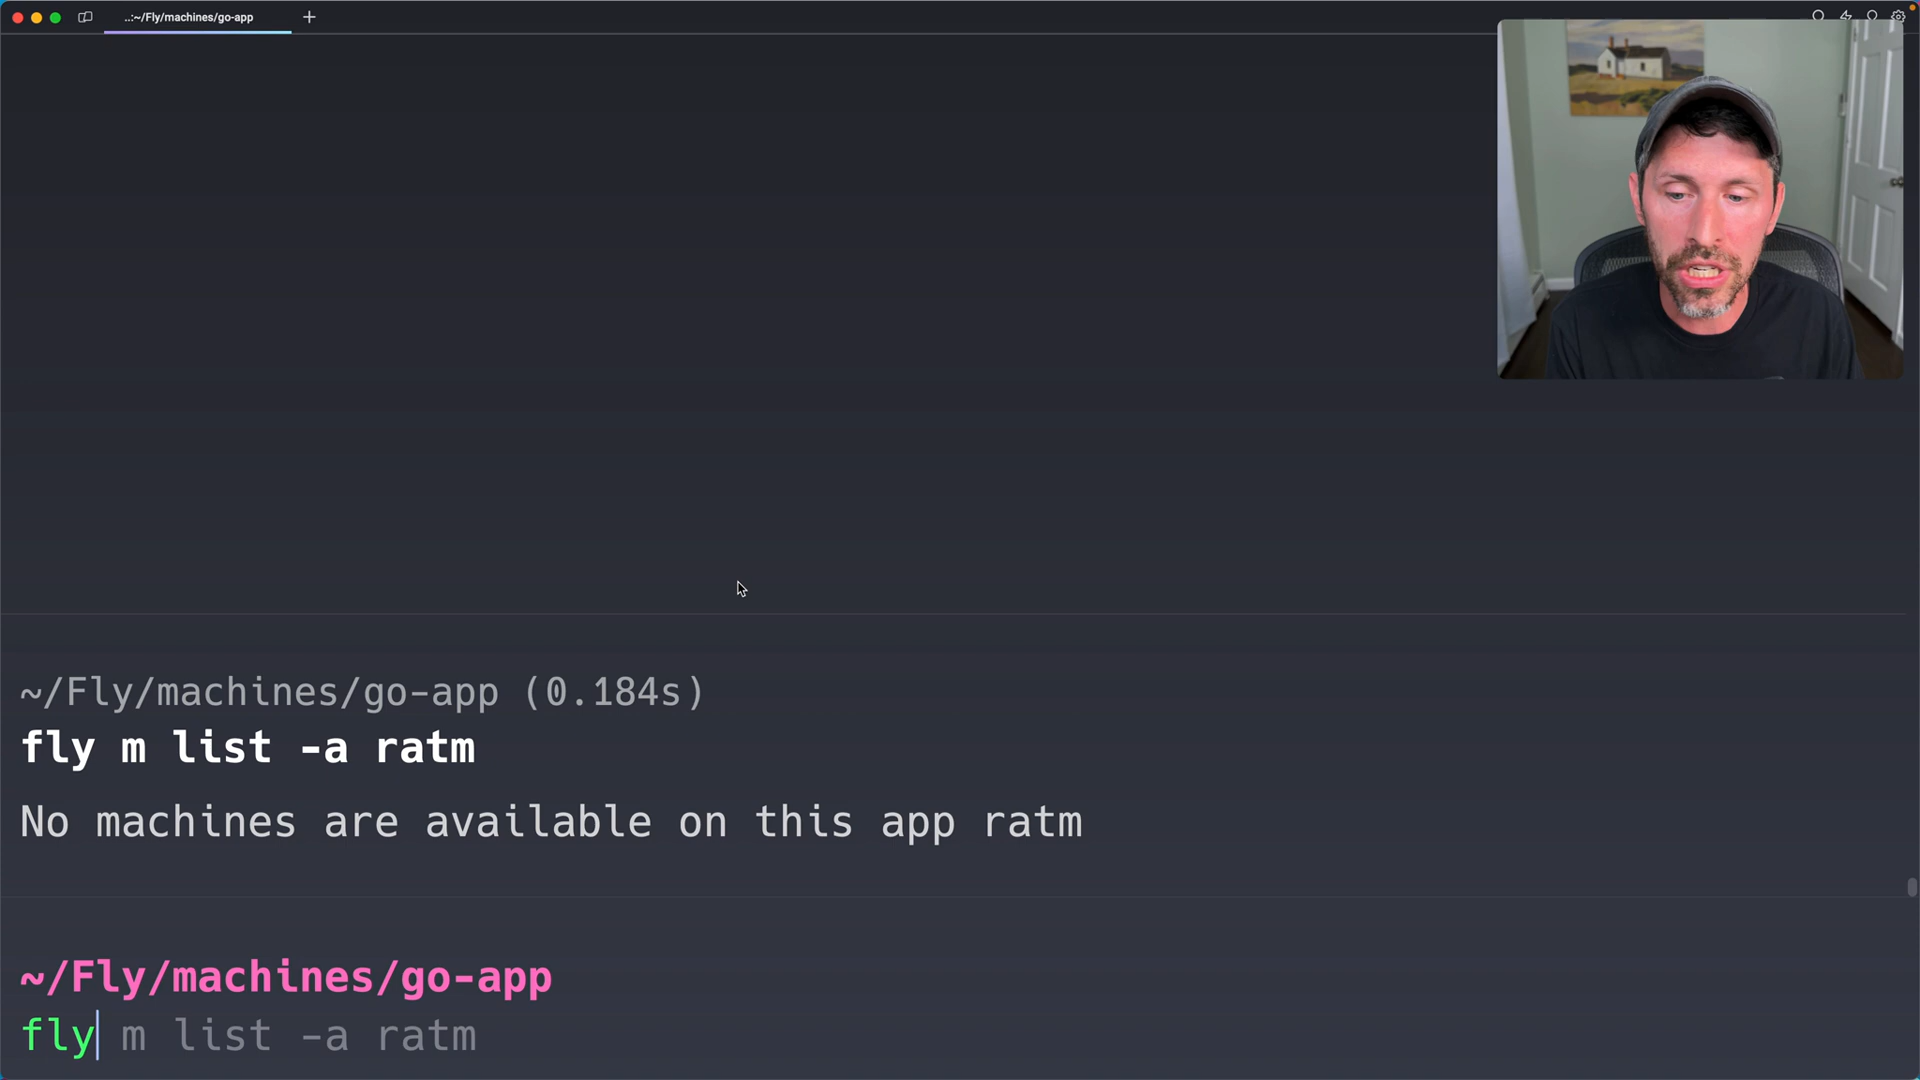 ..:~/Fly/machines/go-app
~/Fly/machines/go-app (0.184s)
fly m list -a ratm
No machines are available on this app ratm
~/Fly/machines/go-app
fly m list -a ratm